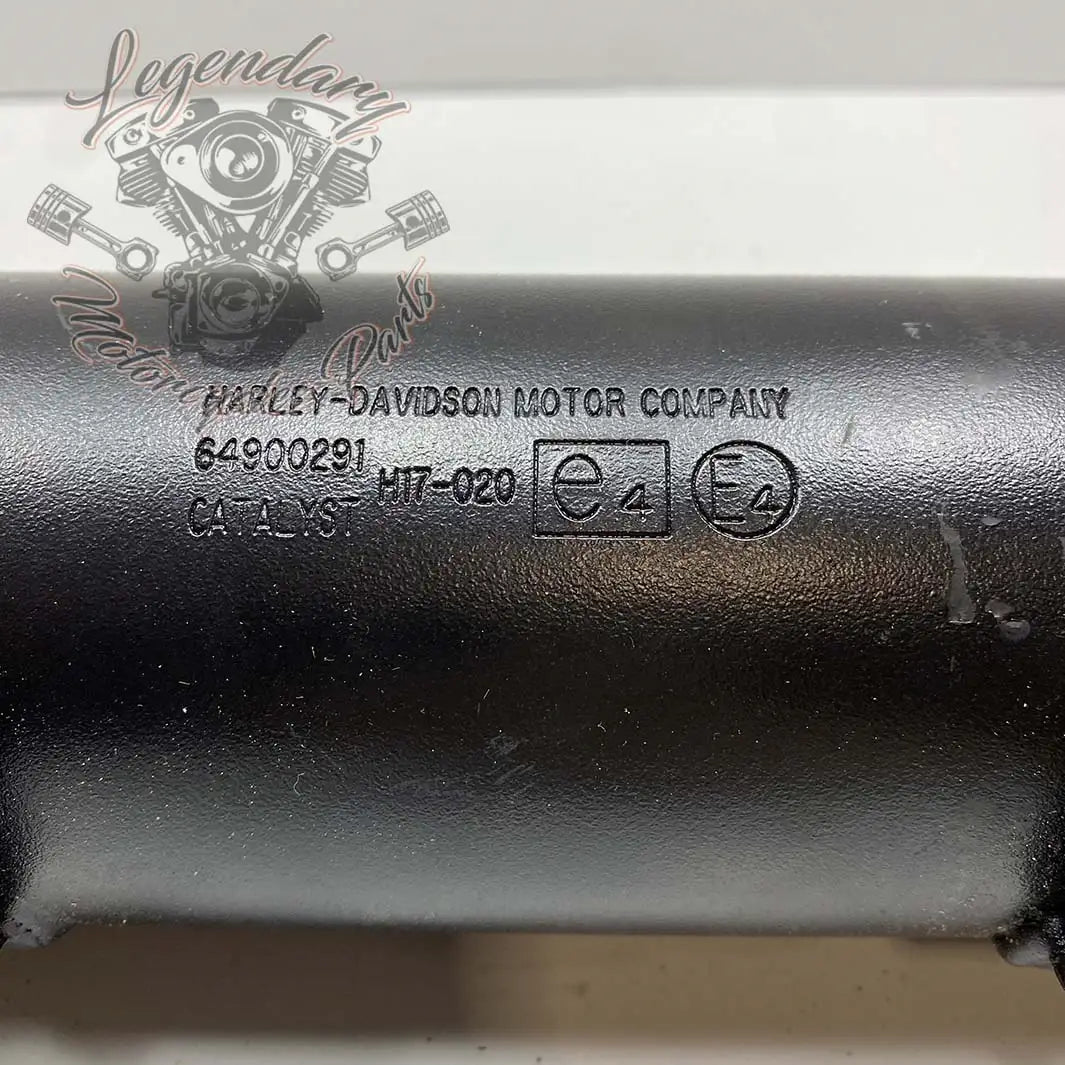 Legendary
Motorcycle Parts
HARLEY-DAVIDSON MOTOR COMPANY
64900291
H17-020
e4
E4
CATALYST